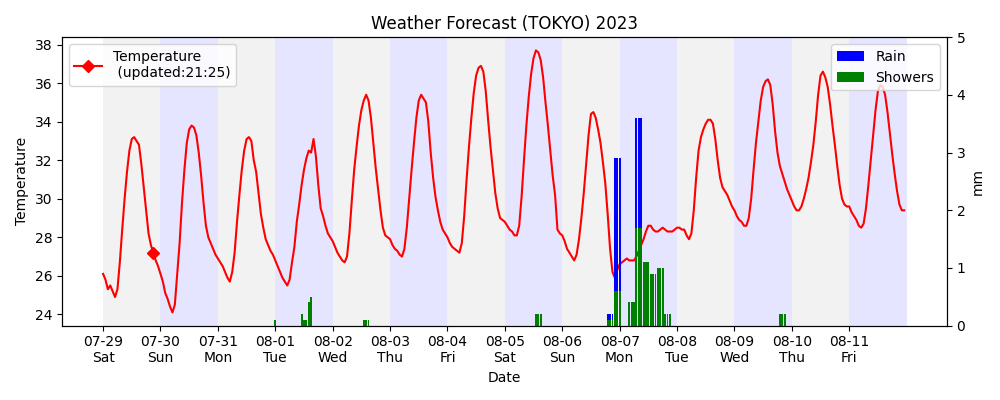 Weather Forecast (TOKYO) 2023
Temperature
(updated:21:25)
Rain
Showers
Temperature
38
36
34
32
30
28
26
24
5
4
3
2
1
0
mm
07-29 07-30 07-31 08-01 08-02 08-03 08-04 08-05 08-06 08-07 08-08 08-09 08-10 08-11
Sat Sun Mon Tue Wed Thu Fri Sat Sun Mon Tue Wed Thu Fri
Date